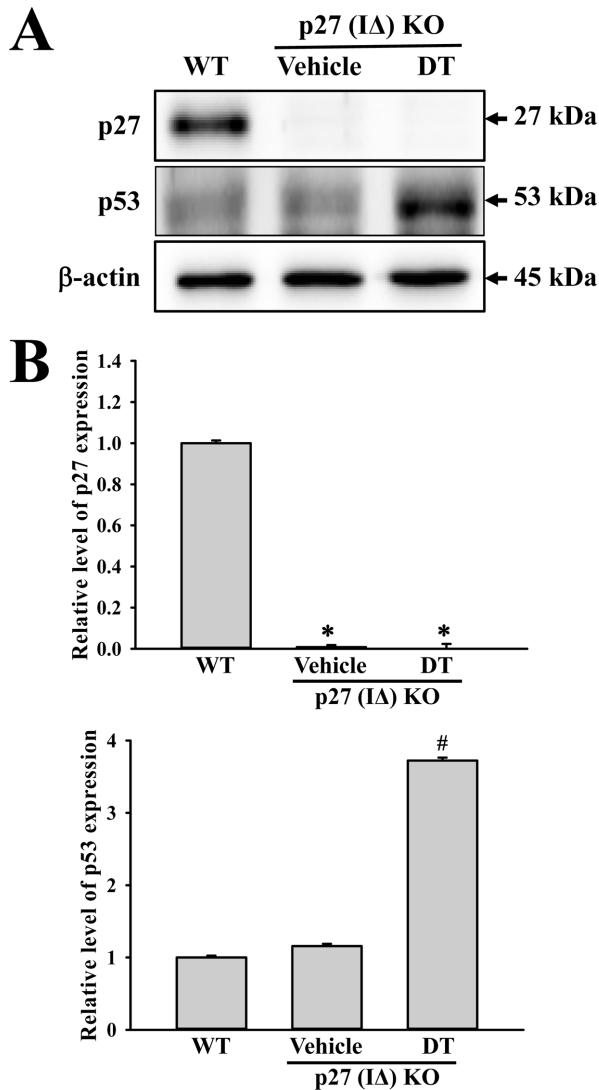 A
p27 (IΔ) KO
WT Vehicle DT
p27 27 kDa
p53 53 kDa
β-actin 45 kDa
B
Relative level of p27 expression
1.4
1.2
1.0
0.8
0.6
0.4
0.2
0.0
* *
WT Vehicle DT
p27 (IΔ) KO
Relative level of p53 expression
4
3
2
1
0
#
WT Vehicle DT
p27 (IΔ) KO